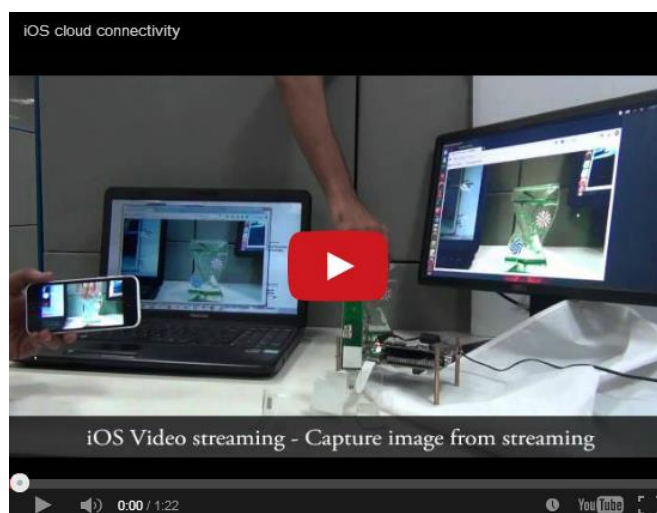 iOS cloud connectivity
iOS Video streaming - Capture image from streaming
0:00 / 1:22
YouTube